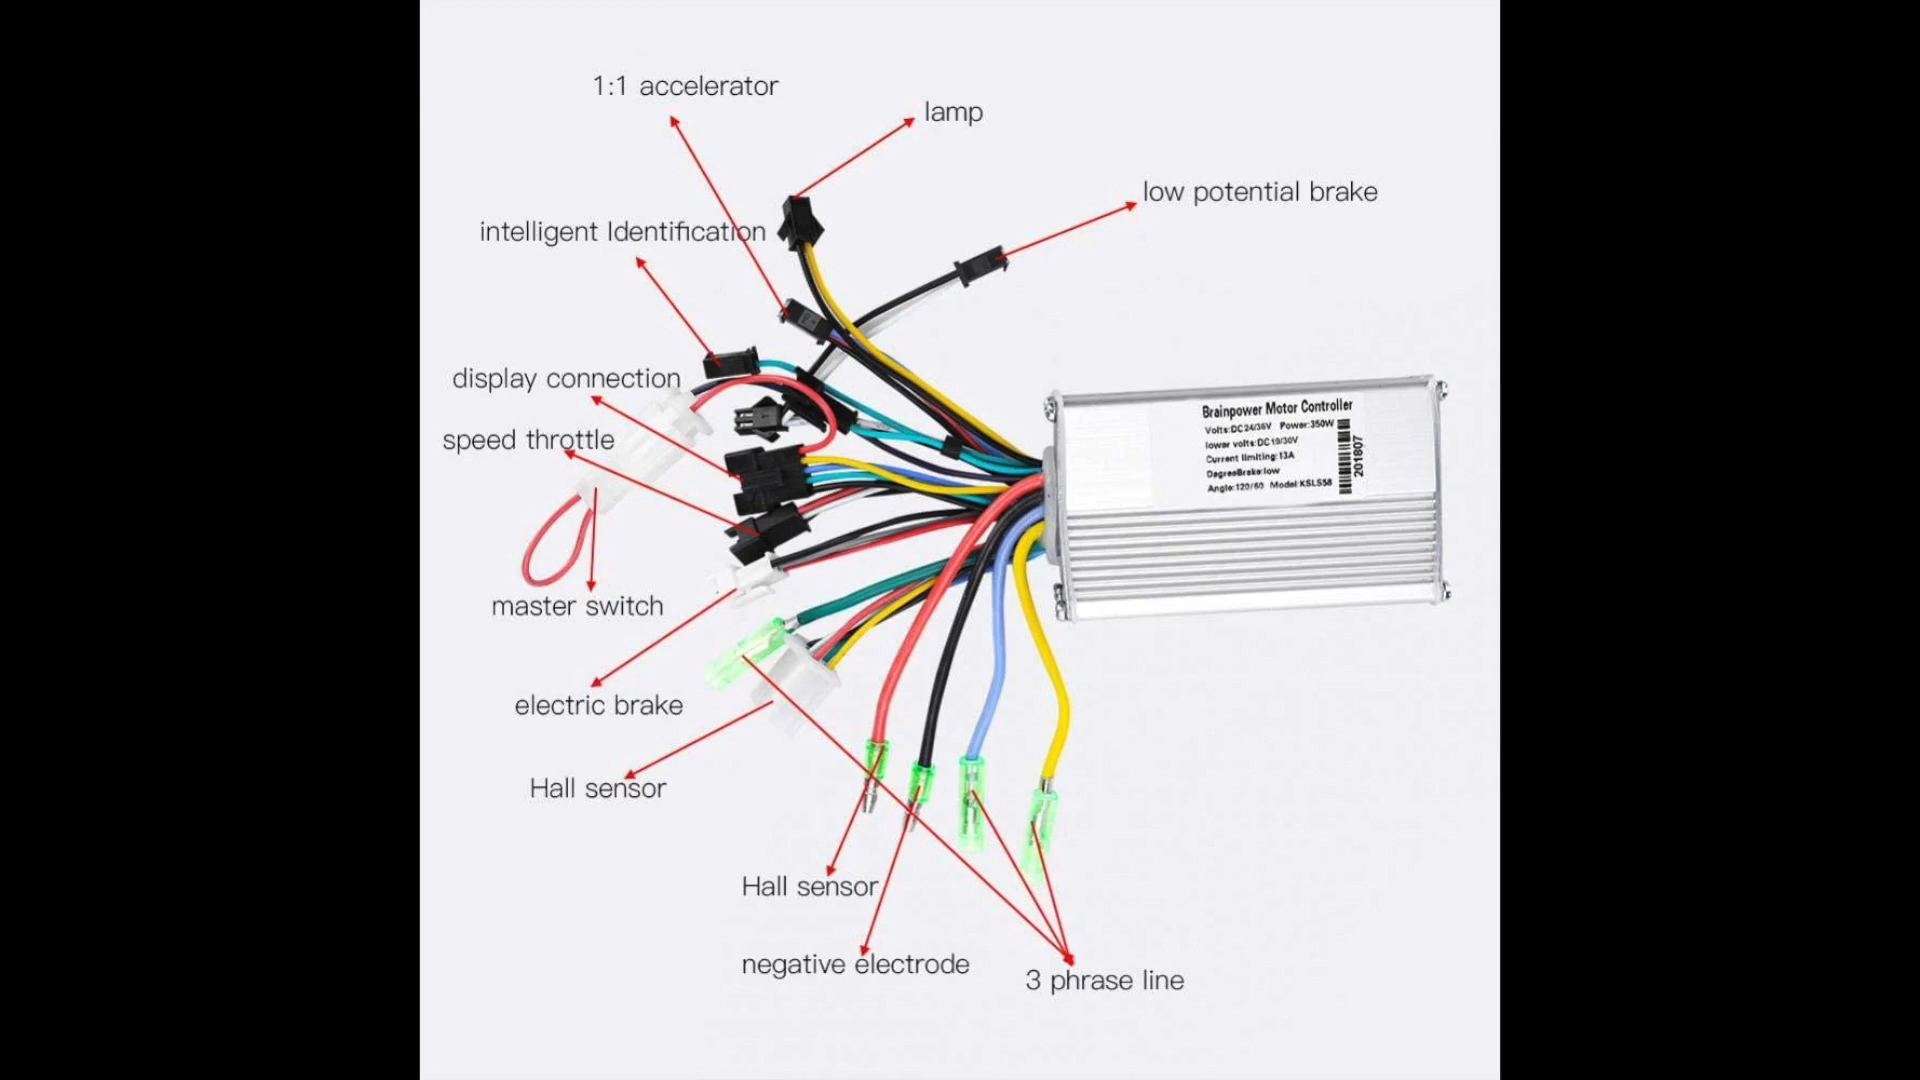 1:1 accelerator
lamp
low potential brake
intelligent Identification
display connection
speed throttle
Brainpower Motor Controller
Volts:DC24/36V Power:350W
lower volts:DC19/30V
Current limiting:13A
DegreeBrake:low
Angle:120/60 Model:KSLS58
201807
master switch
electric brake
Hall sensor
Hall sensor
negative electrode
3 phrase line